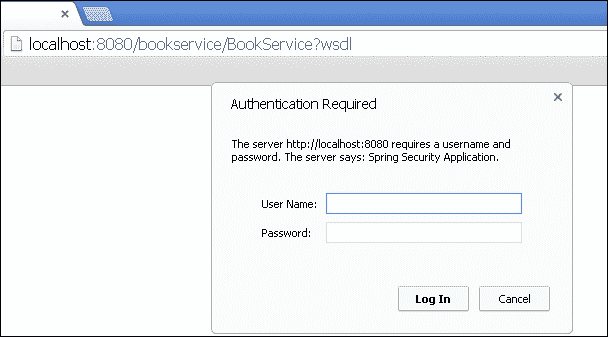 localhost:8080/bookservice/BookService?wsdl
Authentication Required
The server http://localhost:8080 requires a username and
password. The server says: Spring Security Application.
User Name:
Password:
Log In
Cancel